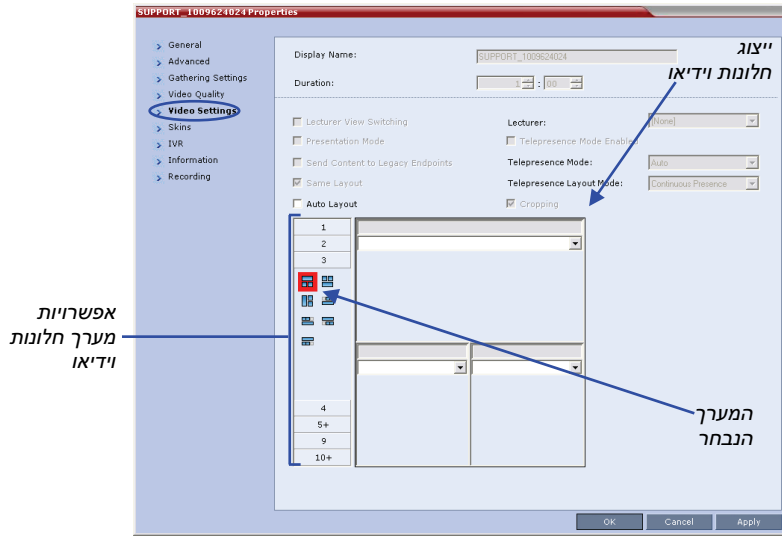 SUPPORT_1009624024 Properties
General
Advanced
Gathering Settings
Video Quality
Video Settings
Skins
IVR
Information
Recording
Display Name:
SUPPORT_1009624024
Duration:
1 : 00
Lecturer View Switching
Lecturer:
[None]
Presentation Mode
Telepresence Mode Enabled
Send Content to Legacy Endpoints
Telepresence Mode:
Auto
Same Layout
Telepresence Layout Mode:
Continuous Presence
Auto Layout
Cropping
1
2
3
4
5+
9
10+
ייצוג
חלונות וידיאו
אפשרויות
מערך חלונות
וידיאו
המערך
הנבחר
OK
Cancel
Apply